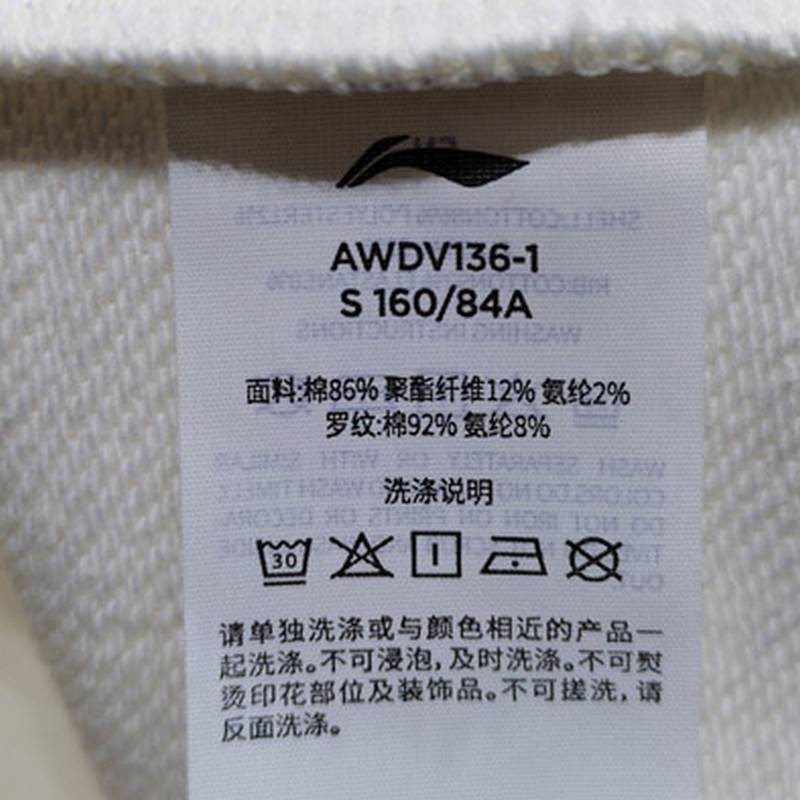 AWDV136-1
S 160/84A
面料:棉86% 聚酯纤维12% 氨纶2%
罗纹:棉92% 氨纶8%
洗涤说明
30
请单独洗涤或与颜色相近的产品一
起洗涤。不可浸泡,及时洗涤。不可熨
烫印花部位及装饰品。不可搓洗,请
反面洗涤。